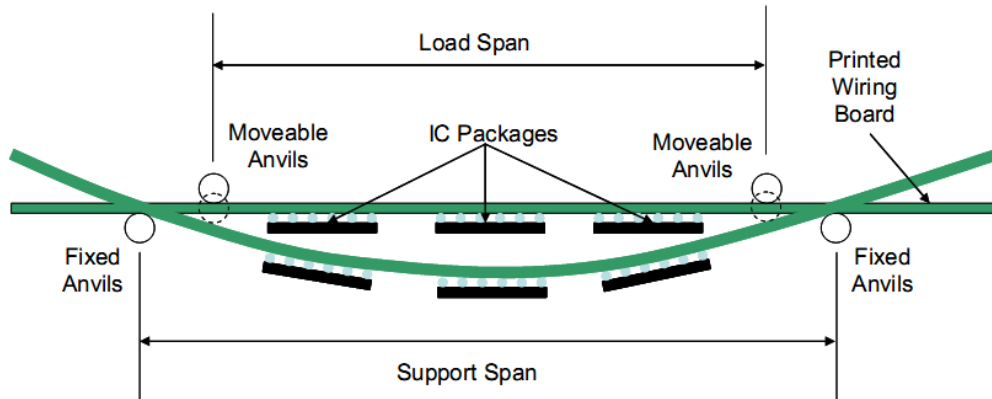 Load Span
Printed
Wiring
Board
Moveable
Anvils
IC Packages
Moveable
Anvils
Fixed
Anvils
Fixed
Anvils
Support Span